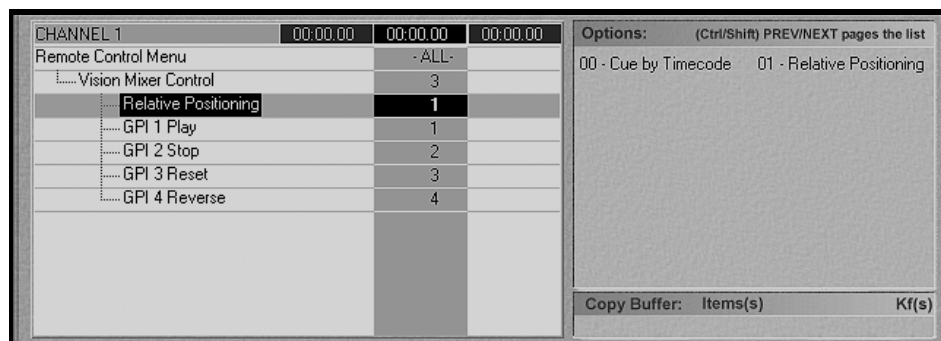 CHANNEL 1 00:00.00 00:00.00 00:00.00
Remote Control Menu - ALL-
Vision Mixer Control 3
Relative Positioning 1
GPI 1 Play 1
GPI 2 Stop 2
GPI 3 Reset 3
GPI 4 Reverse 4
Options: (Ctrl/Shift) PREV/NEXT pages the list
00 - Cue by Timecode 01 - Relative Positioning
Copy Buffer: Items(s) Kf(s)